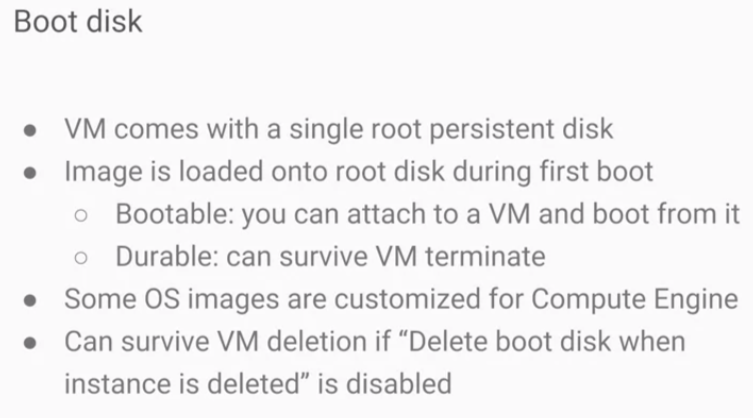 Boot disk
● VM comes with a single root persistent disk
● Image is loaded onto root disk during first boot
○ Bootable: you can attach to a VM and boot from it
○ Durable: can survive VM terminate
● Some OS images are customized for Compute Engine
● Can survive VM deletion if “Delete boot disk when
instance is deleted” is disabled